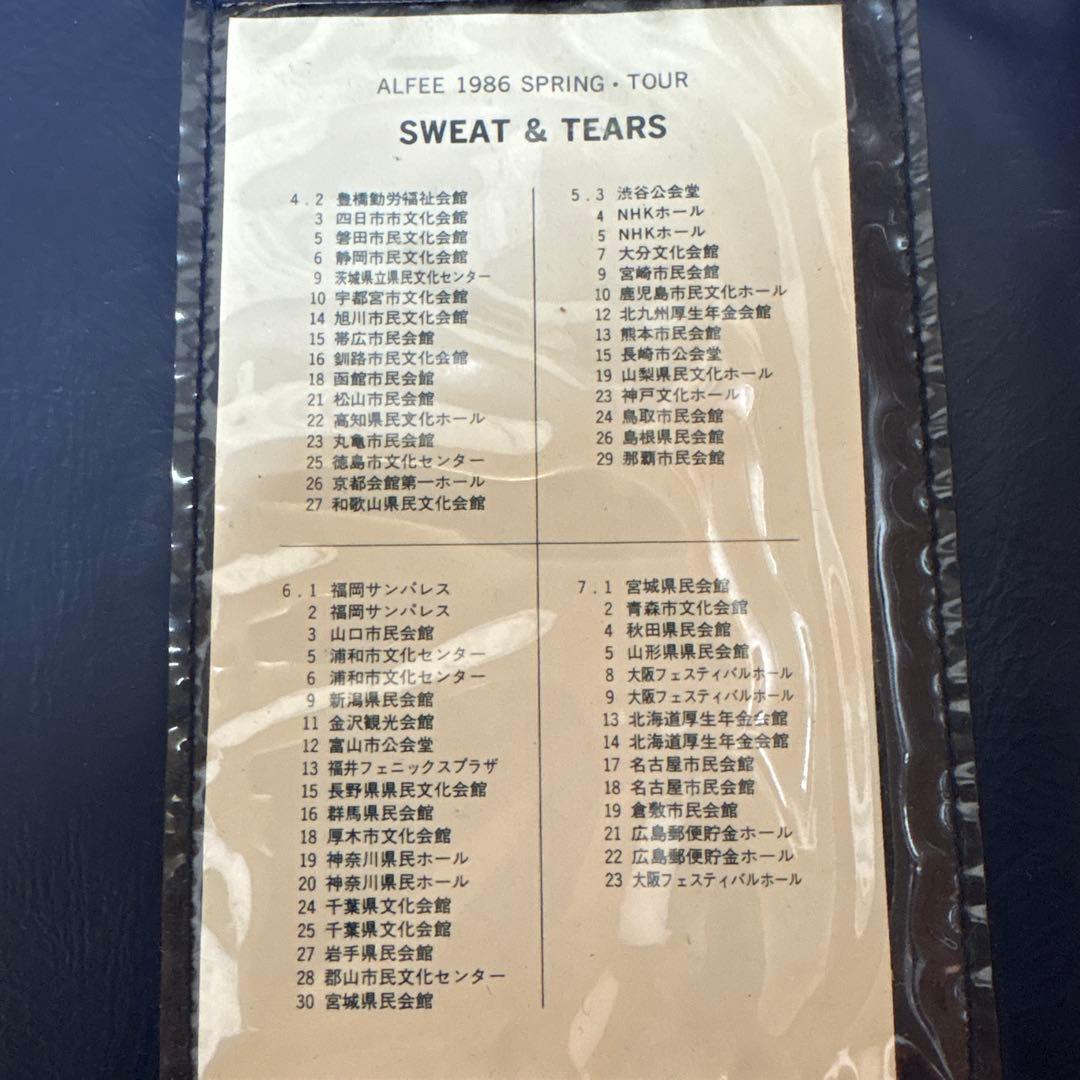 ALFEE 1986 SPRING・TOUR
SWEAT & TEARS
4.2 豊橋勤労福祉会館
3 四日市市文化会館
5 磐田市民文化会館
6 静岡市民文化会館
9 茨城県立県民文化センター
10 宇都宮市文化会館
14 旭川市民文化会館
15 帯広市民会館
16 釧路市民文化会館
18 函館市民会館
21 松山市民会館
22 高知県民文化ホール
23 丸亀市民会館
25 徳島市文化センター
26 京都会館第一ホール
27 和歌山県民文化会館
5.3 渋谷公会堂
4 NHKホール
5 NHKホール
7 大分文化会館
9 宮崎市民会館
10 鹿児島市民文化ホール
12 北九州厚生年金会館
13 熊本市民会館
15 長崎市公会堂
19 山梨県民文化ホール
23 神戸文化ホール
24 鳥取市民会館
26 島根県民会館
29 那覇市民会館
6.1 福岡サンパレス
2 福岡サンパレス
3 山口市民会館
5 浦和市文化センター
6 浦和市文化センター
9 新潟県民会館
11 金沢観光会館
12 富山市公会堂
13 福井フェニックスプラザ
15 長野県県民文化会館
16 群馬県民会館
18 厚木市文化会館
19 神奈川県民ホール
20 神奈川県民ホール
24 千葉県文化会館
25 千葉県文化会館
27 岩手県民会館
28 郡山市民文化センター
30 宮城県民会館
7.1 宮城県民会館
2 青森市文化会館
4 秋田県民会館
5 山形県県民会館
8 大阪フェスティバルホール
9 大阪フェスティバルホール
13 北海道厚生年金会館
14 北海道厚生年金会館
17 名古屋市民会館
18 名古屋市民会館
19 倉敷市民会館
21 広島郵便貯金ホール
22 広島郵便貯金ホール
23 大阪フェスティバルホール